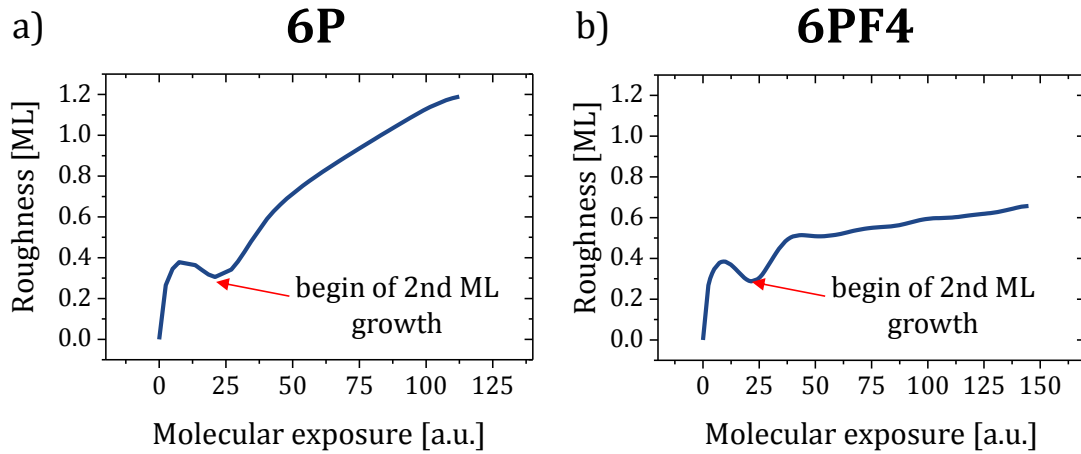 a) 6P
Roughness [ML]
1.2
1.0
0.8
0.6
0.4
0.2
0.0
begin of 2nd ML
growth
0 25 50 75 100 125
Molecular exposure [a.u.]
b) 6PF4
Roughness [ML]
1.2
1.0
0.8
0.6
0.4
0.2
0.0
begin of 2nd ML
growth
0 25 50 75 100 125 150
Molecular exposure [a.u.]